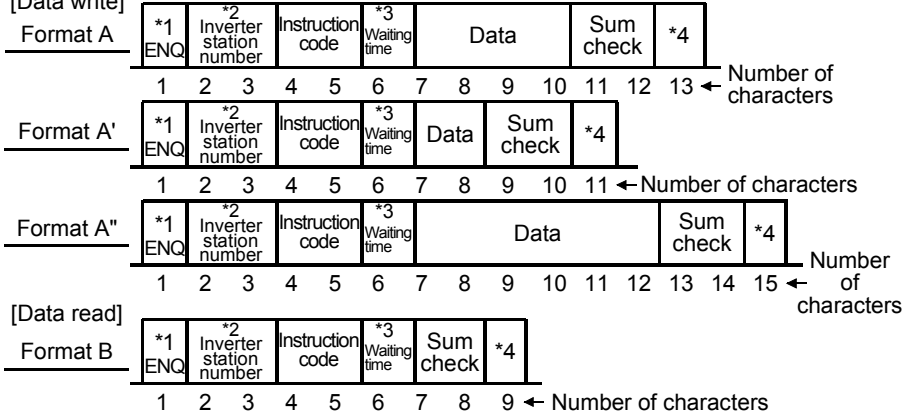 [Data write]
Format A
*1 ENQ
*2 Inverter station number
Instruction code
*3 Waiting time
Data
Sum check
*4
1 2 3 4 5 6 7 8 9 10 11 12 13 ← Number of characters
Format A'
*1 ENQ
*2 Inverter station number
Instruction code
*3 Waiting time
Data
Sum check
*4
1 2 3 4 5 6 7 8 9 10 11 ← Number of characters
Format A"
*1 ENQ
*2 Inverter station number
Instruction code
*3 Waiting time
Data
Sum check
*4
1 2 3 4 5 6 7 8 9 10 11 12 13 14 15 ← Number of characters
[Data read]
Format B
*1 ENQ
*2 Inverter station number
Instruction code
*3 Waiting time
Sum check
*4
1 2 3 4 5 6 7 8 9 ← Number of characters